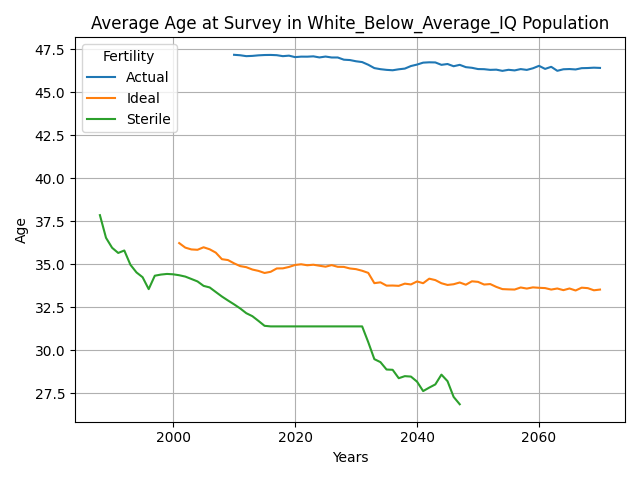 Average Age at Survey in White_Below_Average_IQ Population
Fertility
Actual
Ideal
Sterile
Age
47.5
45.0
42.5
40.0
37.5
35.0
32.5
30.0
27.5
2000
2020
2040
2060
Years